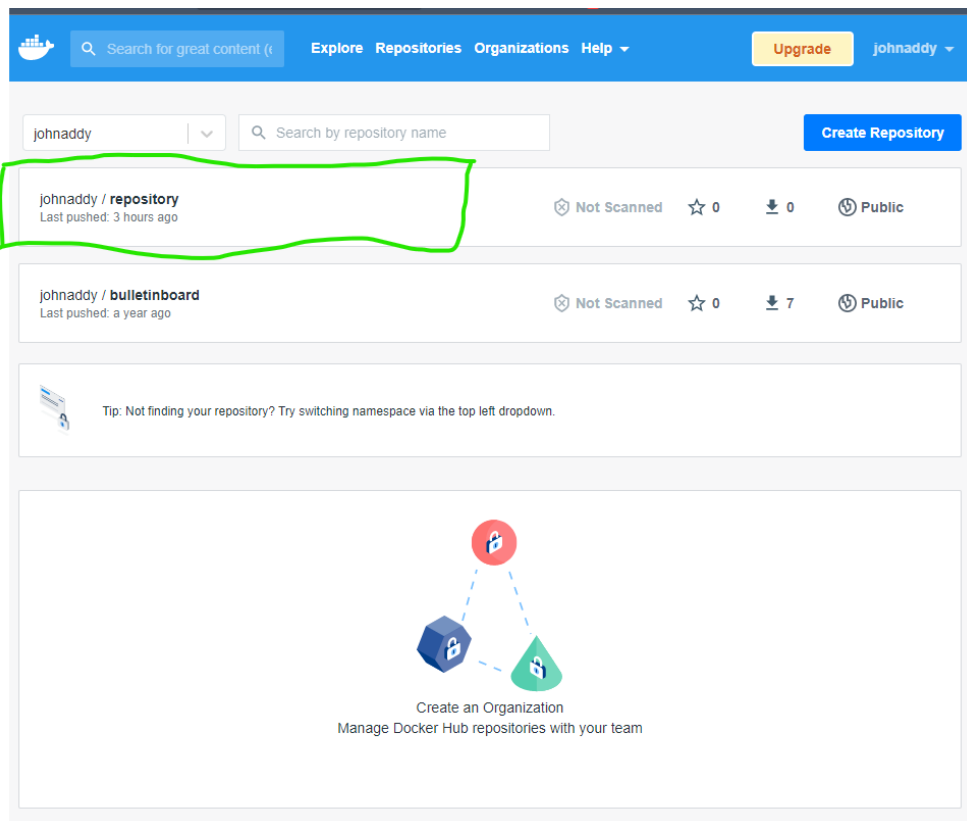 Search for great content (e
Explore Repositories Organizations Help
Upgrade
johnaddy
johnaddy
Search by repository name
Create Repository
johnaddy / repository
Last pushed: 3 hours ago
Not Scanned
0
0
Public
johnaddy / bulletinboard
Last pushed: a year ago
Not Scanned
0
7
Public
Tip: Not finding your repository? Try switching namespace via the top left dropdown.
Create an Organization
Manage Docker Hub repositories with your team